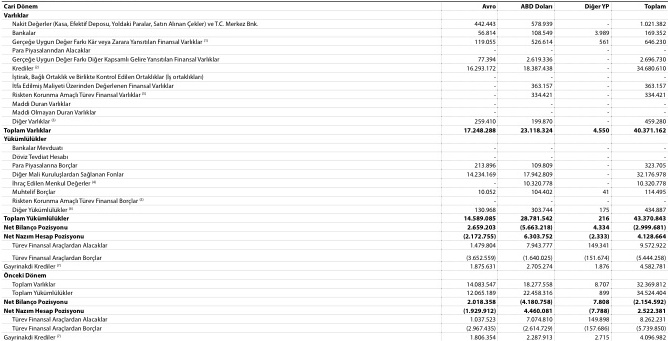 Cari Dönem Avro ABD Doları Diğer YP Toplam
Varlıklar
Nakit Değerler (Kasa, Efektif Deposu, Yoldaki Paralar, Satın Alınan Çekler) ve T.C. Merkez Bnk. 442.443 578.939 - 1.021.382
Bankalar 56.814 108.549 3.989 169.352
Gerçeğe Uygun Değer Farkı Kâr veya Zarara Yansıtılan Finansal Varlıklar (1) 119.055 526.614 561 646.230
Para Piyasalarından Alacaklar - - - -
Gerçeğe Uygun Değer Farkı Diğer Kapsamlı Gelire Yansıtılan Finansal Varlıklar 77.394 2.619.336 - 2.696.730
Krediler (2) 16.293.172 18.387.438 - 34.680.610
İştirak, Bağlı Ortaklık ve Birlikte Kontrol Edilen Ortaklıklar (İş ortaklıkları) - - - -
İtfa Edilmiş Maliyeti Üzerinden Değerlenen Finansal Varlıklar - 363.157 - 363.157
Riskten Korunma Amaçlı Türev Finansal Varlıklar (3) - 334.421 - 334.421
Maddi Duran Varlıklar - - - -
Maddi Olmayan Duran Varlıklar - - - -
Diğer Varlıklar (3) 259.410 199.870 - 459.280
Toplam Varlıklar 17.248.288 23.118.324 4.550 40.371.162
Yükümlülükler
Bankalar Mevduatı - - - -
Döviz Tevdiat Hesabı - - - -
Para Piyasalarına Borçlar 213.896 109.809 - 323.705
Diğer Mali Kuruluşlardan Sağlanan Fonlar 14.234.169 17.942.809 - 32.176.978
İhraç Edilen Menkul Değerler (4) - 10.320.778 - 10.320.778
Muhtelif Borçlar 10.052 104.402 41 114.495
Riskten Korunma Amaçlı Türev Finansal Borçlar (5) - - - -
Diğer Yükümlülükler (6) 130.968 303.744 175 434.887
Toplam Yükümlülükler 14.589.085 28.781.542 216 43.370.843
Net Bilanço Pozisyonu 2.659.203 (5.663.218) 4.334 (2.999.681)
Net Nazım Hesap Pozisyonu (2.172.755) 6.303.752 (2.333) 4.128.664
Türev Finansal Araçlardan Alacaklar 1.479.804 7.943.777 149.341 9.572.922
Türev Finansal Araçlardan Borçlar (3.652.559) (1.640.025) (151.674) (5.444.258)
Gayrinakdi Krediler (7) 1.875.631 2.705.274 1.876 4.582.781
Önceki Dönem
Toplam Varlıklar 14.083.547 18.277.558 8.707 32.369.812
Toplam Yükümlülükler 12.065.189 22.458.316 899 34.524.404
Net Bilanço Pozisyonu 2.018.358 (4.180.758) 7.808 (2.154.592)
Net Nazım Hesap Pozisyonu (1.929.912) 4.460.081 (7.788) 2.522.381
Türev Finansal Araçlardan Alacaklar 1.037.523 7.074.810 149.898 8.262.231
Türev Finansal Araçlardan Borçlar (2.967.435) (2.614.729) (157.686) (5.739.850)
Gayrinakdi Krediler (7) 1.806.354 2.287.913 2.715 4.096.982